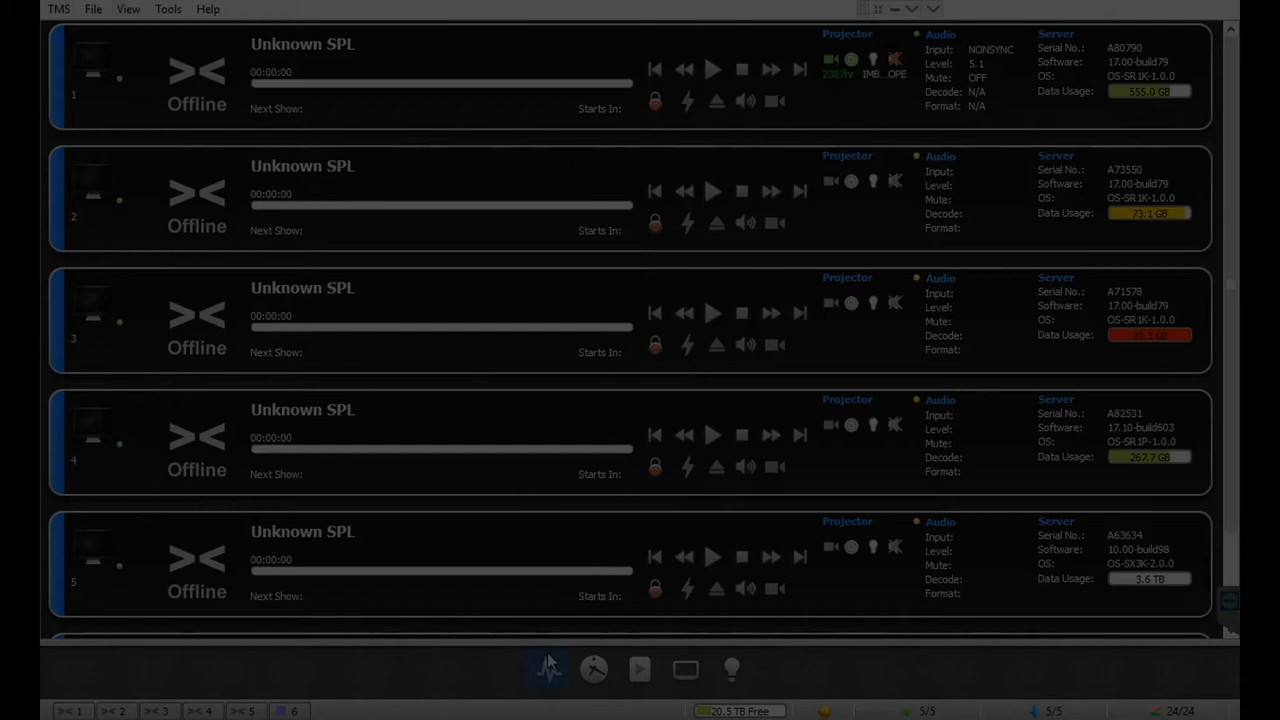 TMS File View Tools Help
Unknown SPL
00:00:00
Next Show: Starts In:
1
Offline
Projector
2387hr IMB...OPE
Audio
Input: NONSYNC
Level: 5.1
Mute: OFF
Decode: N/A
Format: N/A
Server
Serial No.: A80790
Software: 17.00-build79
OS: OS-SR1K-1.0.0
Data Usage: 555.0 GB
Unknown SPL
00:00:00
Next Show: Starts In:
2
Offline
Projector
Audio
Input:
Level:
Mute:
Decode:
Format:
Server
Serial No.: A73550
Software: 17.00-build79
OS: OS-SR1K-1.0.0
Data Usage: 73.1 GB
Unknown SPL
00:00:00
Next Show: Starts In:
3
Offline
Projector
Audio
Input:
Level:
Mute:
Decode:
Format:
Server
Serial No.: A71578
Software: 17.00-build79
OS: OS-SR1K-1.0.0
Data Usage: GB
Unknown SPL
00:00:00
Next Show: Starts In:
4
Offline
Projector
Audio
Input:
Level:
Mute:
Decode:
Format:
Server
Serial No.: A82531
Software: 17.10-build603
OS: OS-SR1P-1.0.0
Data Usage: 267.7 GB
Unknown SPL
00:00:00
Next Show: Starts In:
5
Offline
Projector
Audio
Input:
Level:
Mute:
Decode:
Format:
Server
Serial No.: A63634
Software: 10.00-build98
OS: OS-SX3K-2.0.0
Data Usage: 3.6 TB
1 2 3 4 5 6 20.5 TB Free 5/5 5/5 24/24